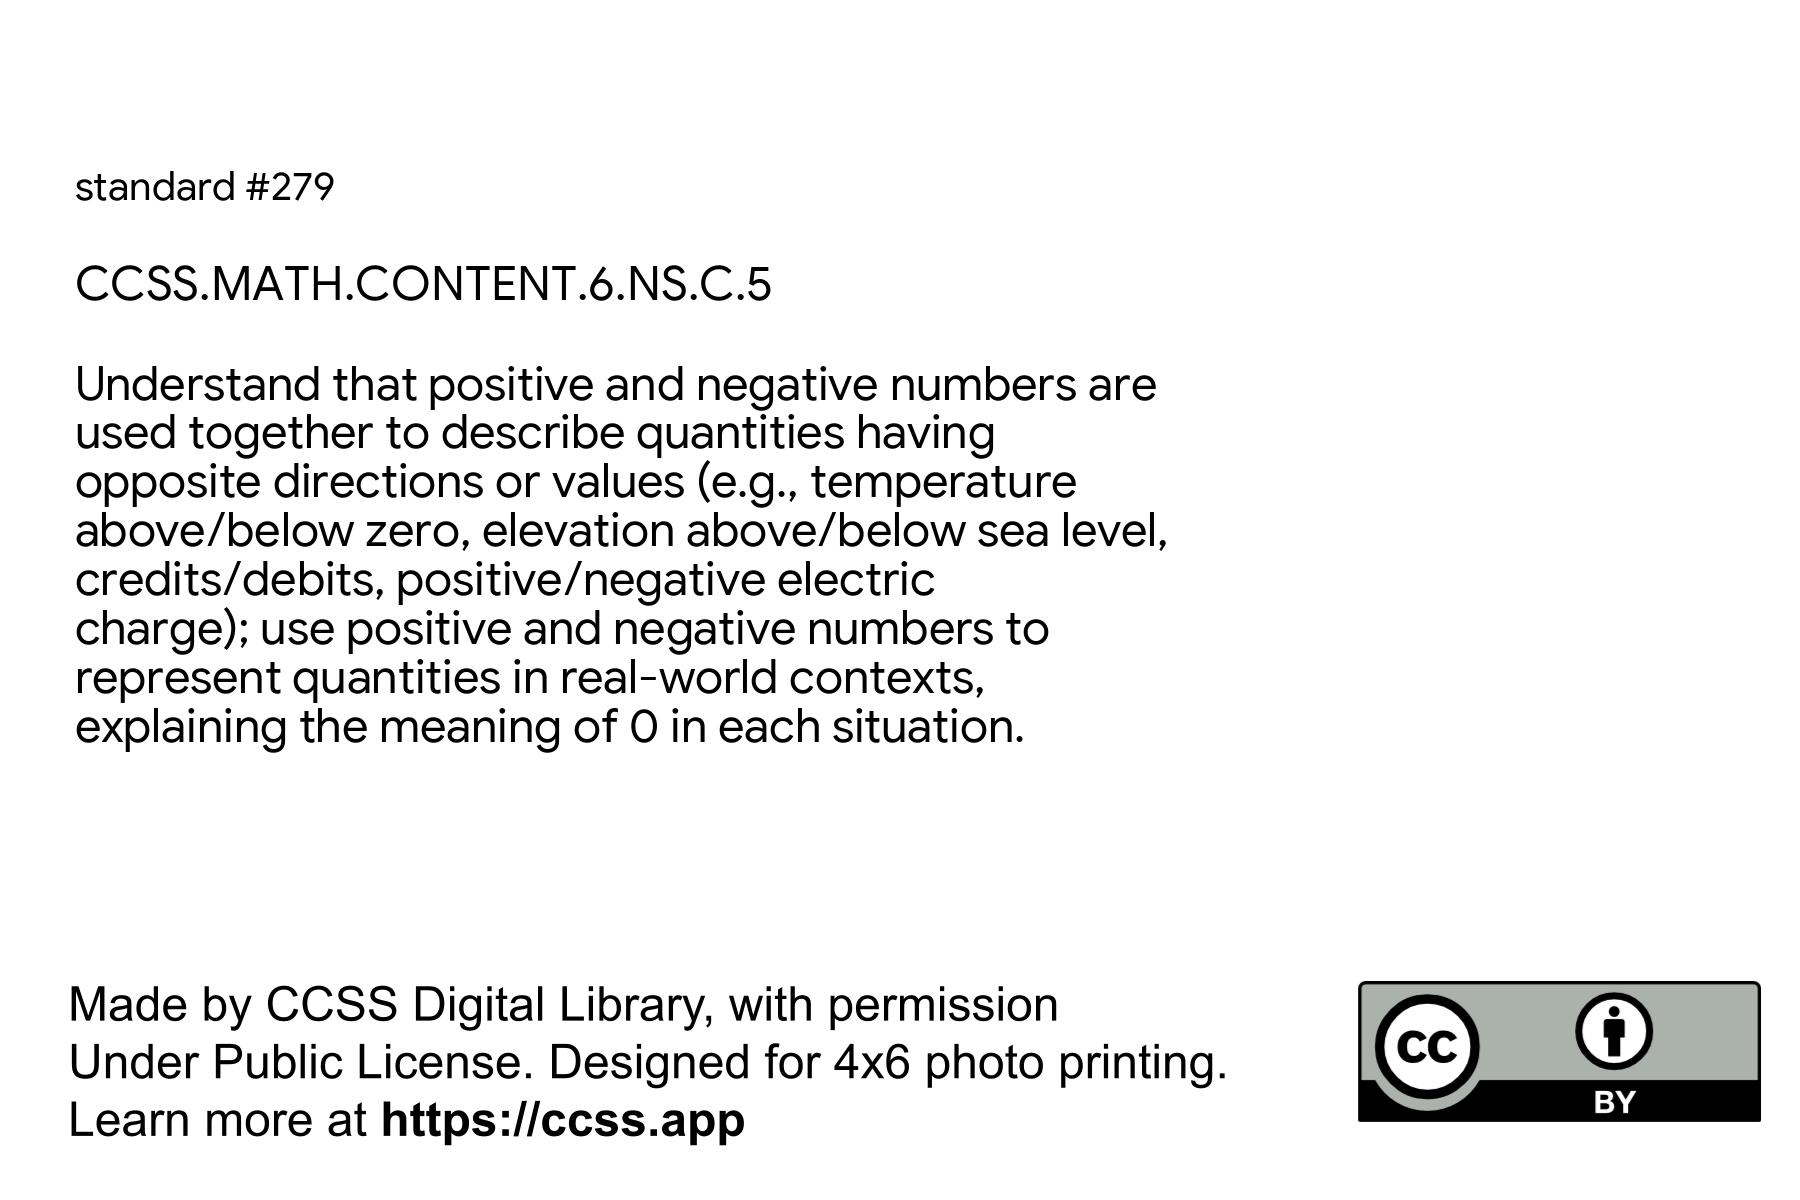 standard #279
CCSS.MATH.CONTENT.6.NS.C.5
Understand that positive and negative numbers are
used together to describe quantities having
opposite directions or values (e.g., temperature
above/below zero, elevation above/below sea level,
credits/debits, positive/negative electric
charge); use positive and negative numbers to
represent quantities in real-world contexts,
explaining the meaning of 0 in each situation.
Made by CCSS Digital Library, with permission
Under Public License. Designed for 4x6 photo printing.
Learn more at https://ccss.app
cc
BY